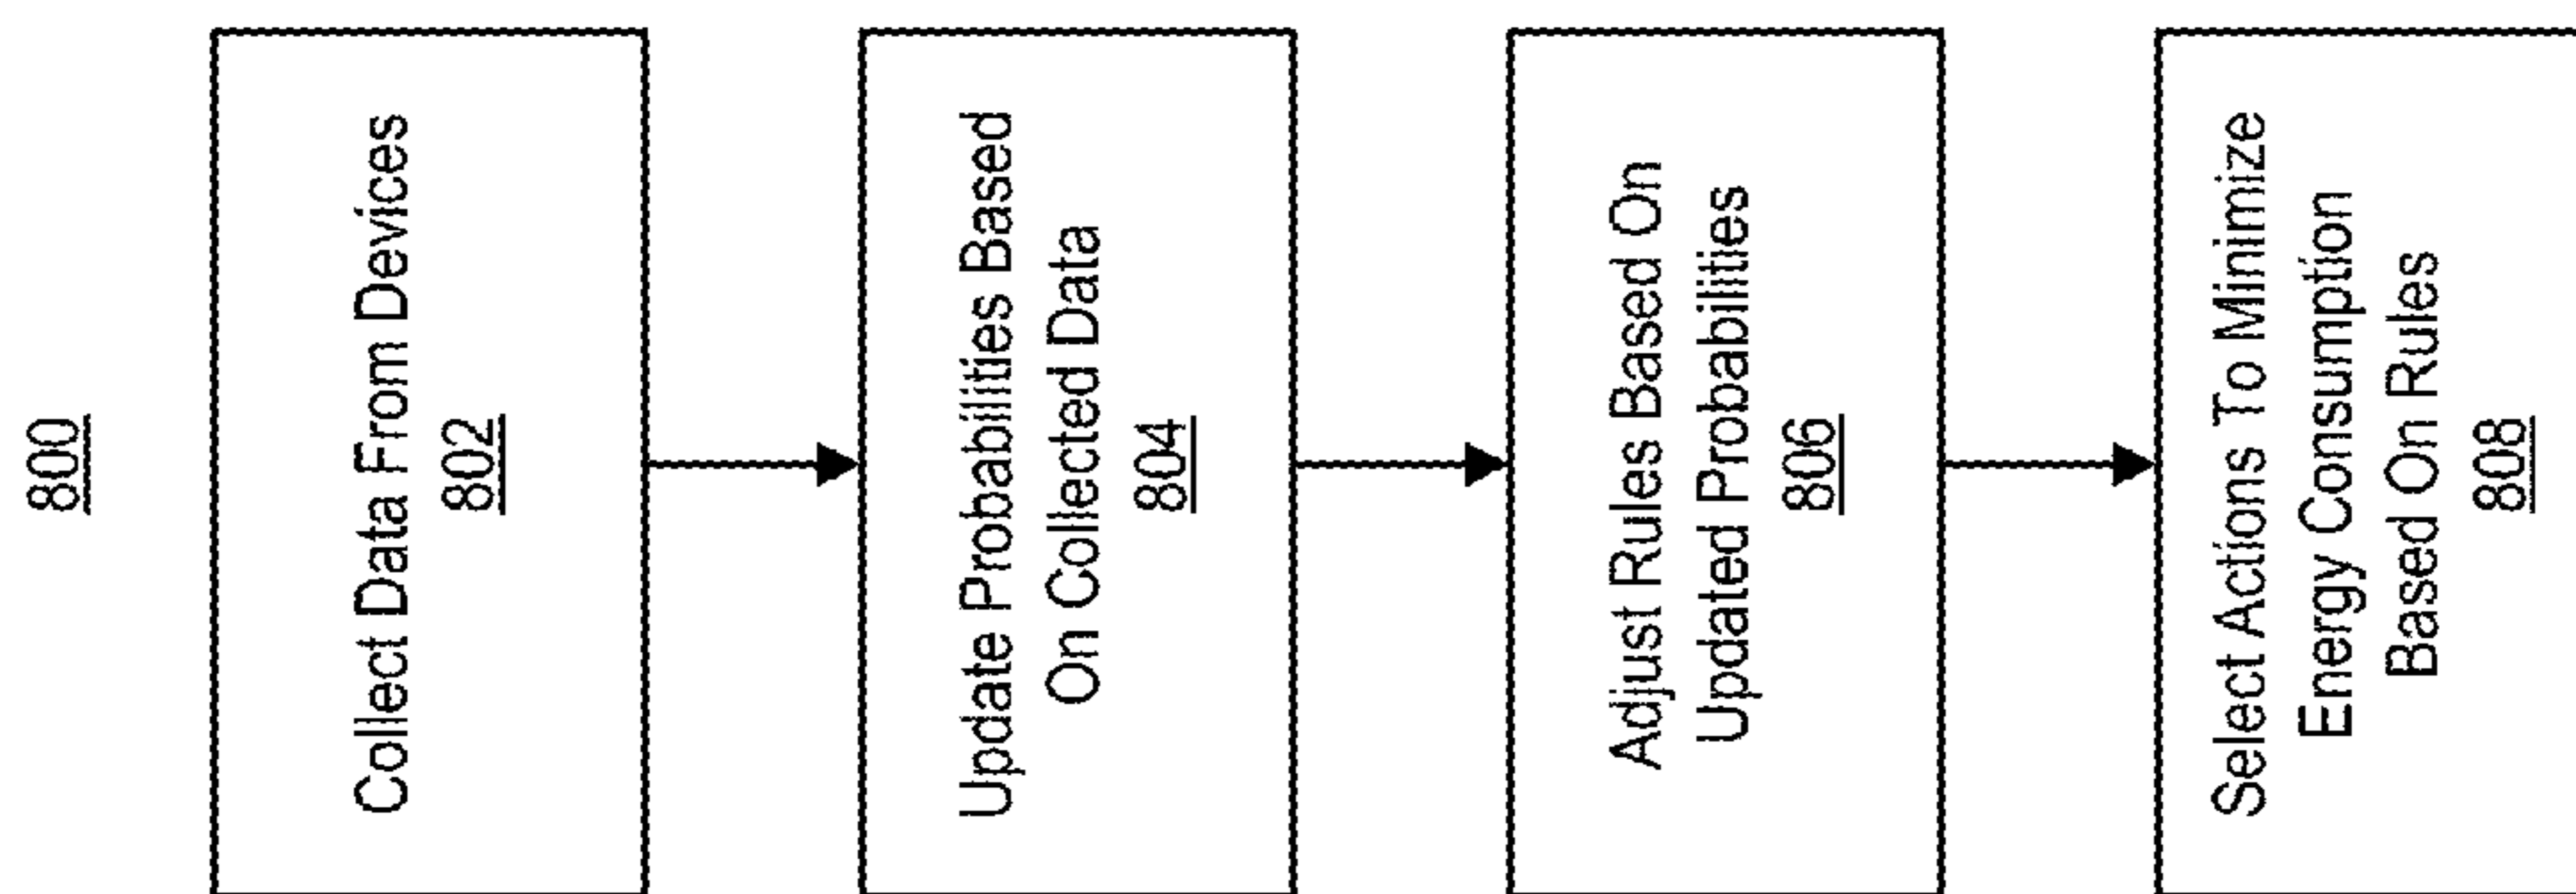 800
Collect Data From Devices
802
Update Probabilities Based
On Collected Data
804
Adjust Rules Based On
Updated Probabilities
806
Select Actions To Minimize
Energy Consumption
Based On Rules
808